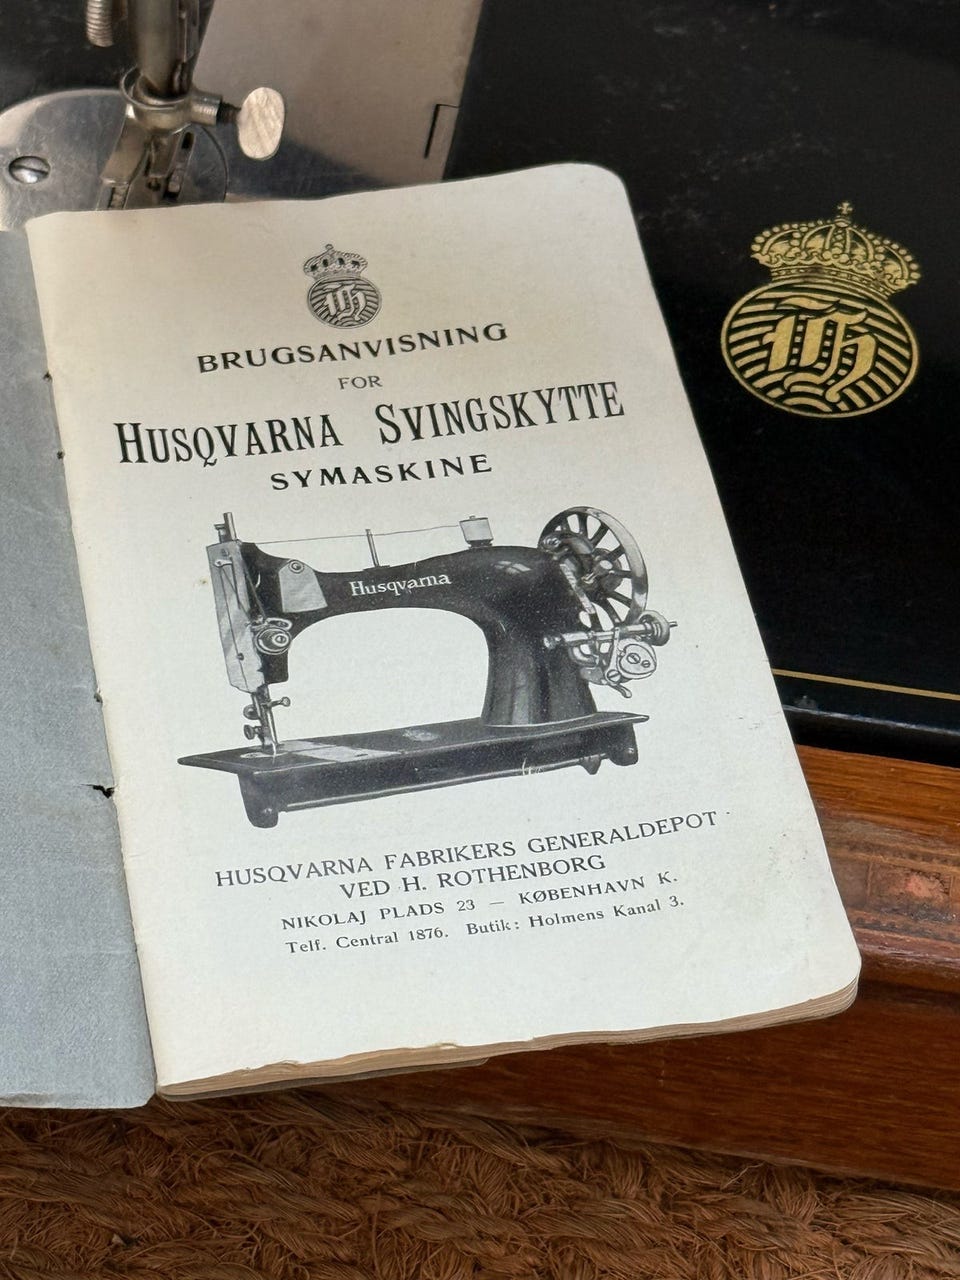 H
BRUGSANVISNING
FOR
HUSQVARNA SVINGSKYTTE
SYMASKINE
Husqvarna
HUSQVARNA FABRIKERS GENERALDEPOT
VED H. ROTHENBORG
NIKOLAJ PLADS 23 — KØBENHAVN K.
Telf. Central 1876. Butik: Holmens Kanal 3.
H